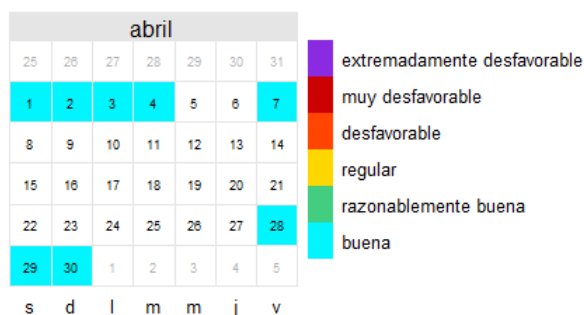 abril
25 26 27 28 29 30 31
1 2 3 4 5 6 7
8 9 10 11 12 13 14
15 16 17 18 19 20 21
22 23 24 25 26 27 28
29 30 1 2 3 4 5
s d l m m j v
extremadamente desfavorable
muy desfavorable
desfavorable
regular
razonablemente buena
buena